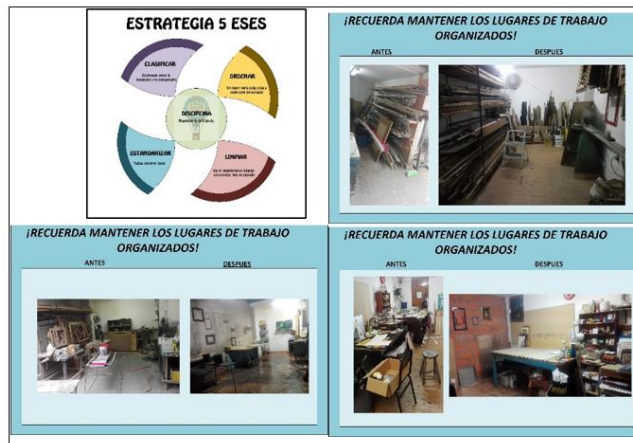 ESTRATEGIA 5 ESES
CLASIFICAR
ORDENAR
DISCIPLINA
ESTANDARIZAR
LIMPIAR
¡RECUERDA MANTENER LOS LUGARES DE TRABAJO
ORGANIZADOS!
ANTES
DESPUES
¡RECUERDA MANTENER LOS LUGARES DE TRABAJO
ORGANIZADOS!
ANTES
DESPUES
¡RECUERDA MANTENER LOS LUGARES DE TRABAJO
ORGANIZADOS!
ANTES
DESPUES